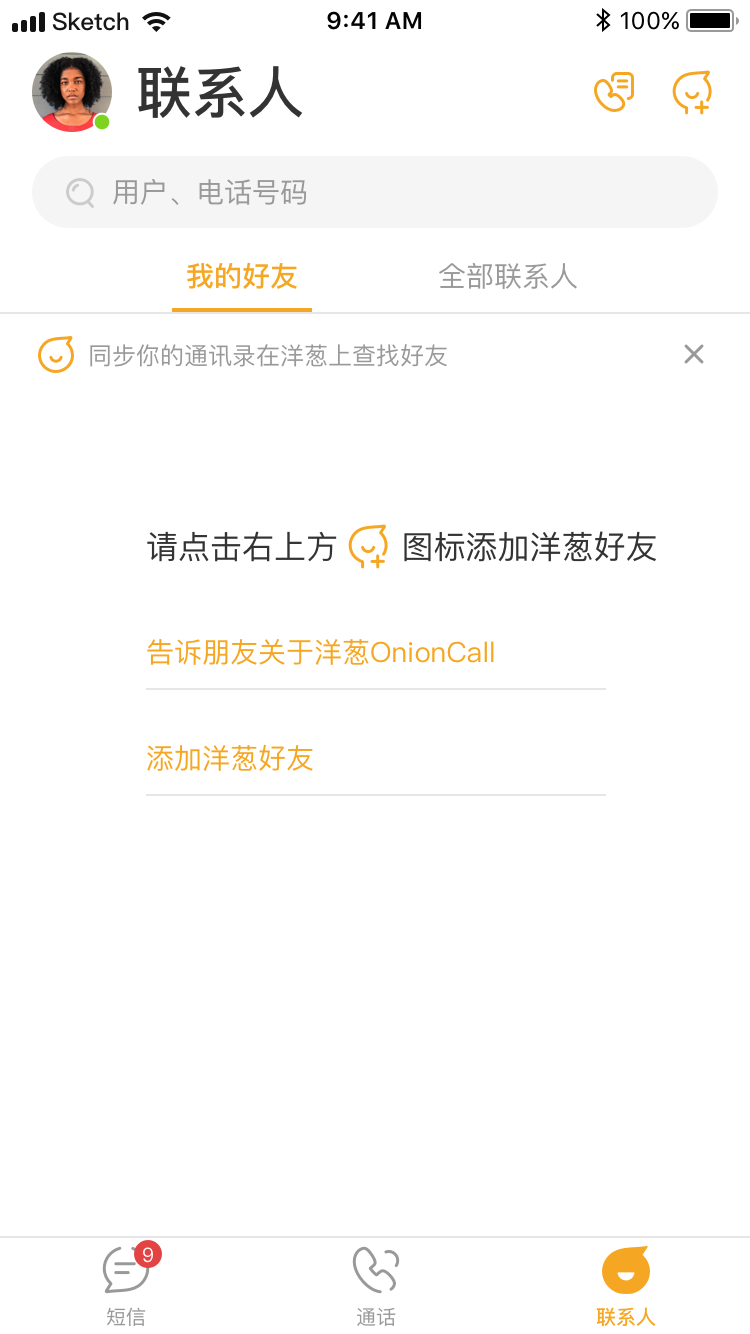 Sketch 9:41 AM 100%
联系人
用户、电话号码
我的好友 全部联系人
同步你的通讯录在洋葱上查找好友
请点击右上方 图标添加洋葱好友
告诉朋友关于洋葱OnionCall
添加洋葱好友
9
短信 通话 联系人